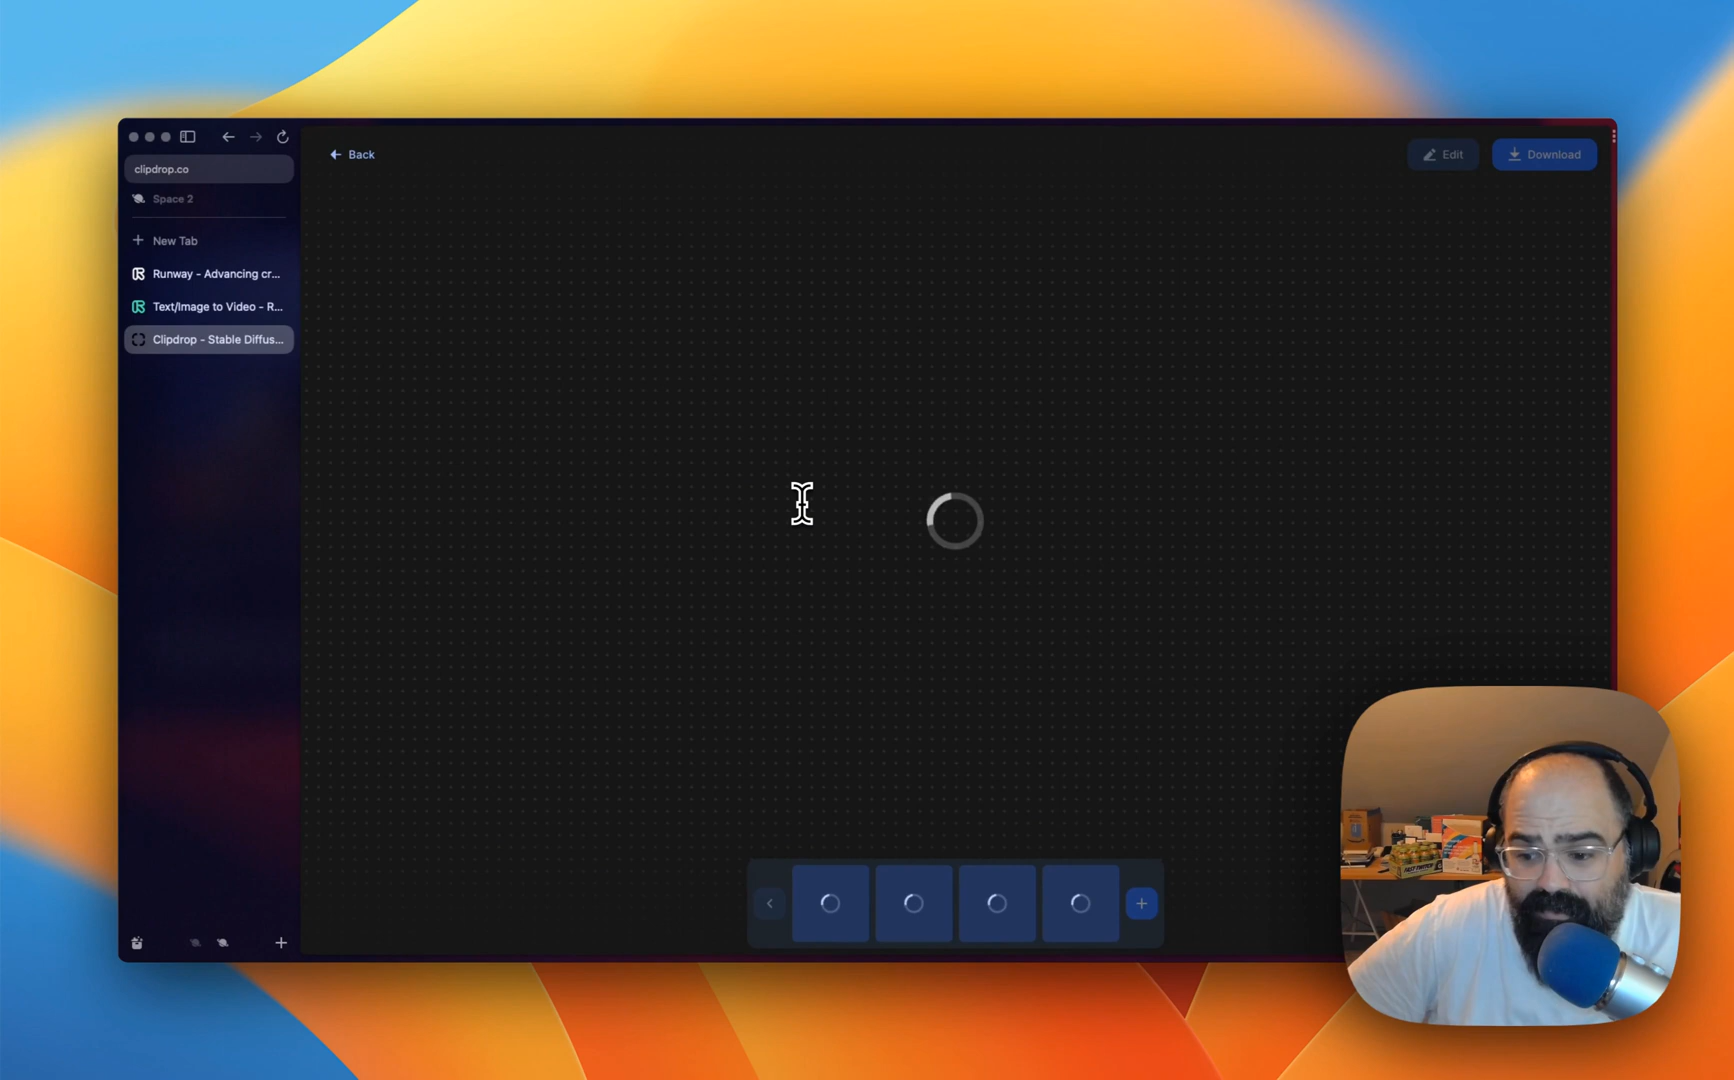 clipdrop.co
Space 2
New Tab
Runway - Advancing cr...
Text/Image to Video - R...
Clipdrop - Stable Diffus...
Back
Edit
Download